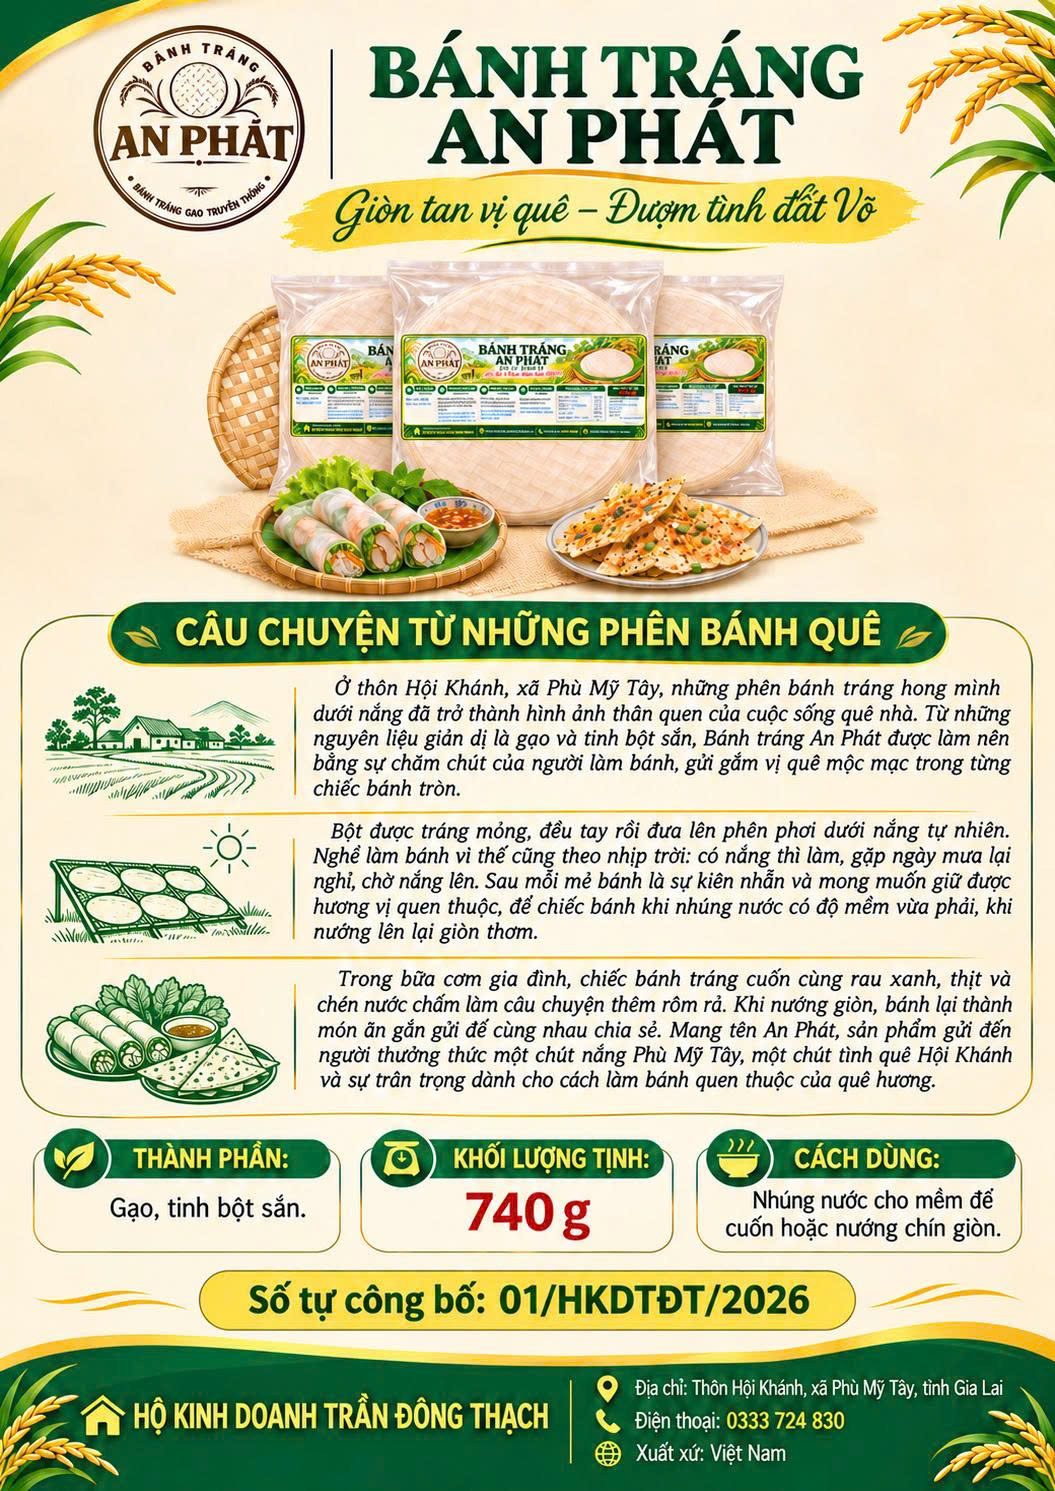 BÁNH TRÁNG
AN PHÁT
BÁNH TRÁNG GẠO TRUYỀN THỐNG
BÁNH TRÁNG
AN PHÁT
Giòn tan vị quê – Đượm tình đất Võ
BÁNH TRÁNG
AN PHÁT
AN PHÁT
CÂU CHUYỆN TỪ NHỮNG PHÊN BÁNH QUÊ
Ở thôn Hội Khánh, xã Phù Mỹ Tây, những phên bánh tráng hong mình
dưới nắng đã trở thành hình ảnh thân quen của cuộc sống quê nhà. Từ những
nguyên liệu giản dị là gạo và tinh bột sắn, Bánh tráng An Phát được làm nên
bằng sự chăm chút của người làm bánh, gửi gắm vị quê mộc mạc trong từng
chiếc bánh tròn.
Bột được tráng mỏng, đều tay rồi đưa lên phên phơi dưới nắng tự nhiên.
Nghề làm bánh vì thế cũng theo nhịp trời: có nắng thì làm, gặp ngày mưa lại
nghỉ, chờ nắng lên. Sau mỗi mẻ bánh là sự kiên nhẫn và mong muốn giữ được
hương vị quen thuộc, để chiếc bánh khi nhúng nước có độ mềm vừa phải, khi
nướng lên lại giòn thơm.
Trong bữa cơm gia đình, chiếc bánh tráng cuốn cùng rau xanh, thịt và
chén nước chấm làm câu chuyện thêm rôm rả. Khi nướng giòn, bánh lại thành
món ăn gắn gửi để cùng nhau chia sẻ. Mang tên An Phát, sản phẩm gửi đến
người thưởng thức một chút nắng Phù Mỹ Tây, một chút tình quê Hội Khánh
và sự trân trọng dành cho cách làm bánh quen thuộc của quê hương.
THÀNH PHẦN:
Gạo, tinh bột sắn.
KHỐI LƯỢNG TỊNH:
740 g
CÁCH DÙNG:
Nhúng nước cho mềm để
cuốn hoặc nướng chín giòn.
Số tự công bố: 01/HKDTĐT/2026
HỘ KINH DOANH TRẦN ĐÔNG THẠCH
Địa chỉ: Thôn Hội Khánh, xã Phù Mỹ Tây, tỉnh Gia Lai
Điện thoại: 0333 724 830
Xuất xứ: Việt Nam